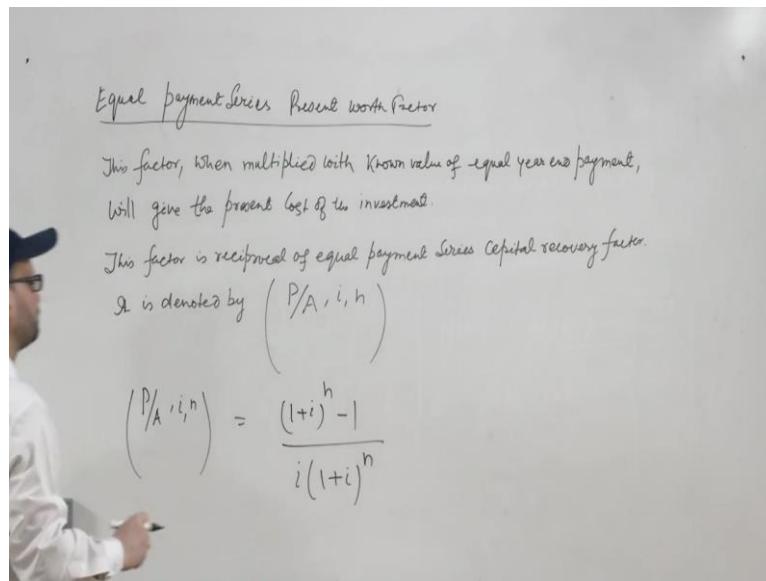 Equal payment Series Present worth Factor
This factor, when multiplied with known value of equal year end payment,
will give the present cost of the investment.
This factor is reciprocal of equal payment Series Capital recovery factor.
It is denoted by (P/A, i, n)
(P/A, i, n) = (1+i)^n - 1 / i(1+i)^n